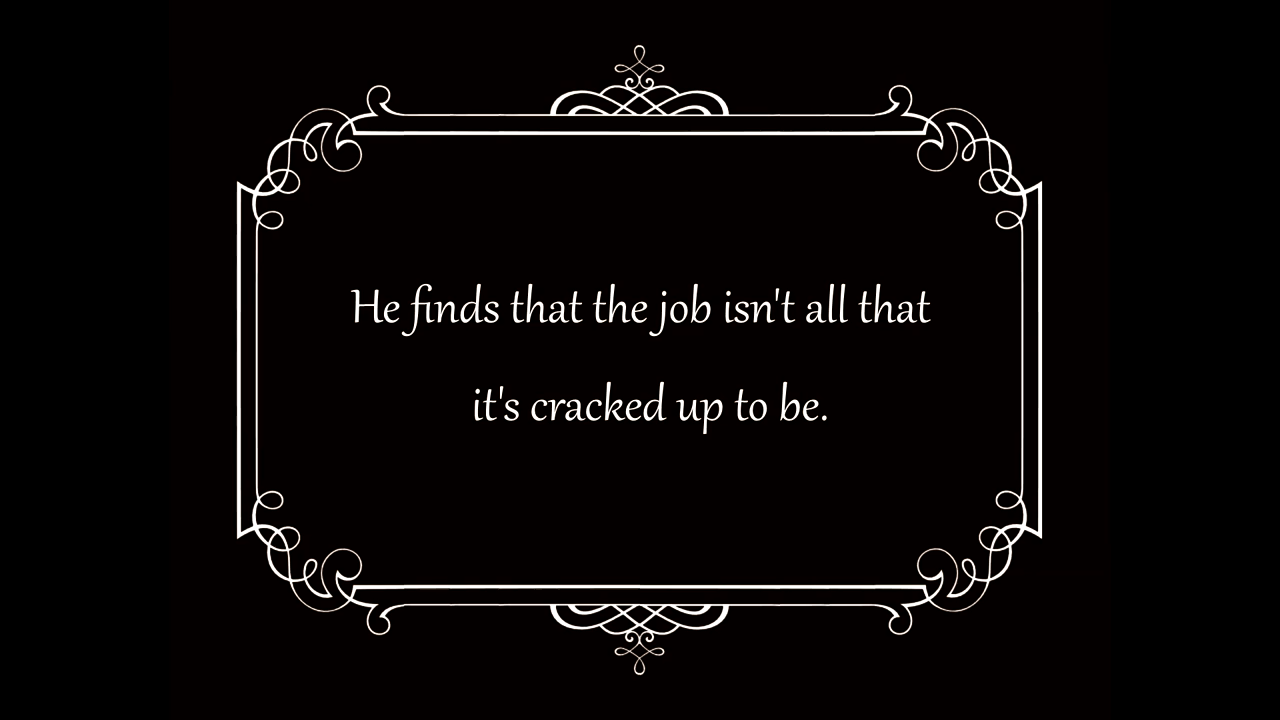 He finds that the job isn't all that
it's cracked up to be.